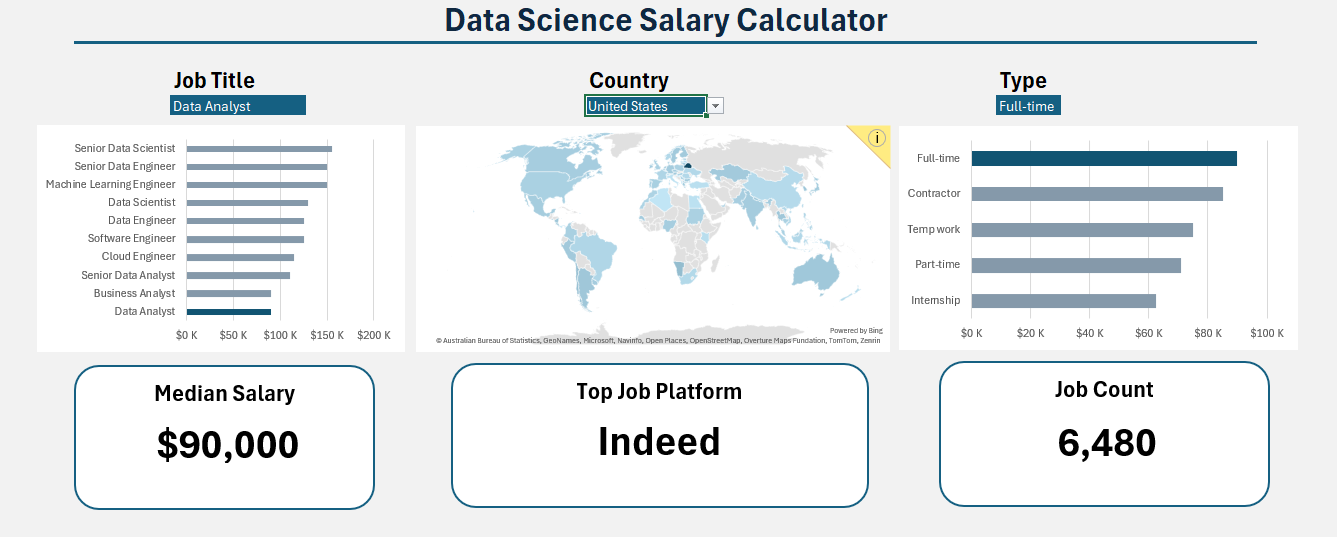 Data Science Salary Calculator
Job Title
Data Analyst
Country
United States
Type
Full-time
Senior Data Scientist
Senior Data Engineer
Machine Learning Engineer
Data Scientist
Data Engineer
Software Engineer
Cloud Engineer
Senior Data Analyst
Business Analyst
Data Analyst
$0 K $50 K $100 K $150 K $200 K
i
Powered by Bing
© Australian Bureau of Statistics, GeoNames, Microsoft, Navinfo, Open Places, OpenStreetMap, Overture Maps Fundation, TomTom, Zenrin
Full-time
Contractor
Temp work
Part-time
Internship
$0 K $20 K $40 K $60 K $80 K $100 K
Median Salary
$90,000
Top Job Platform
Indeed
Job Count
6,480